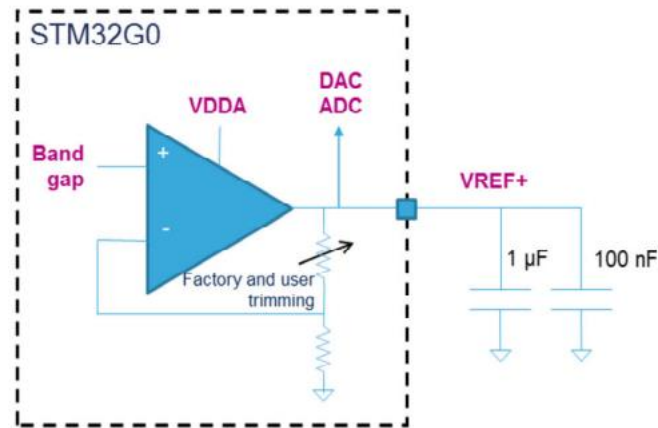 STM32G0
DAC
ADC
VDDA
Band
gap
+
-
VREF+
Factory and user
trimming
1 µF
100 nF